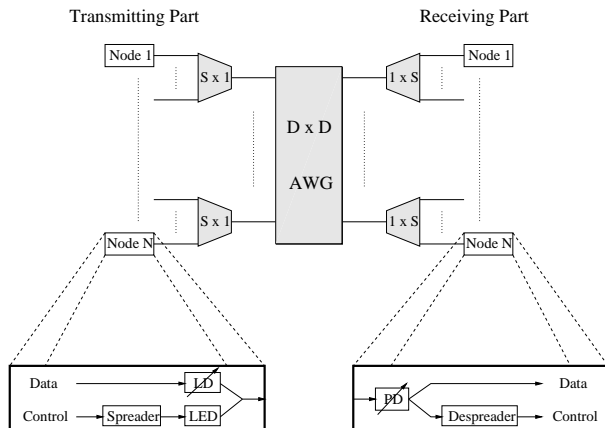 Transmitting Part
Receiving Part
Node 1
S x 1
1 x S
Node 1
D x D
AWG
S x 1
1 x S
Node N
Node N
Data
LD
Control
Spreader
LED
PD
Data
Despreader
Control